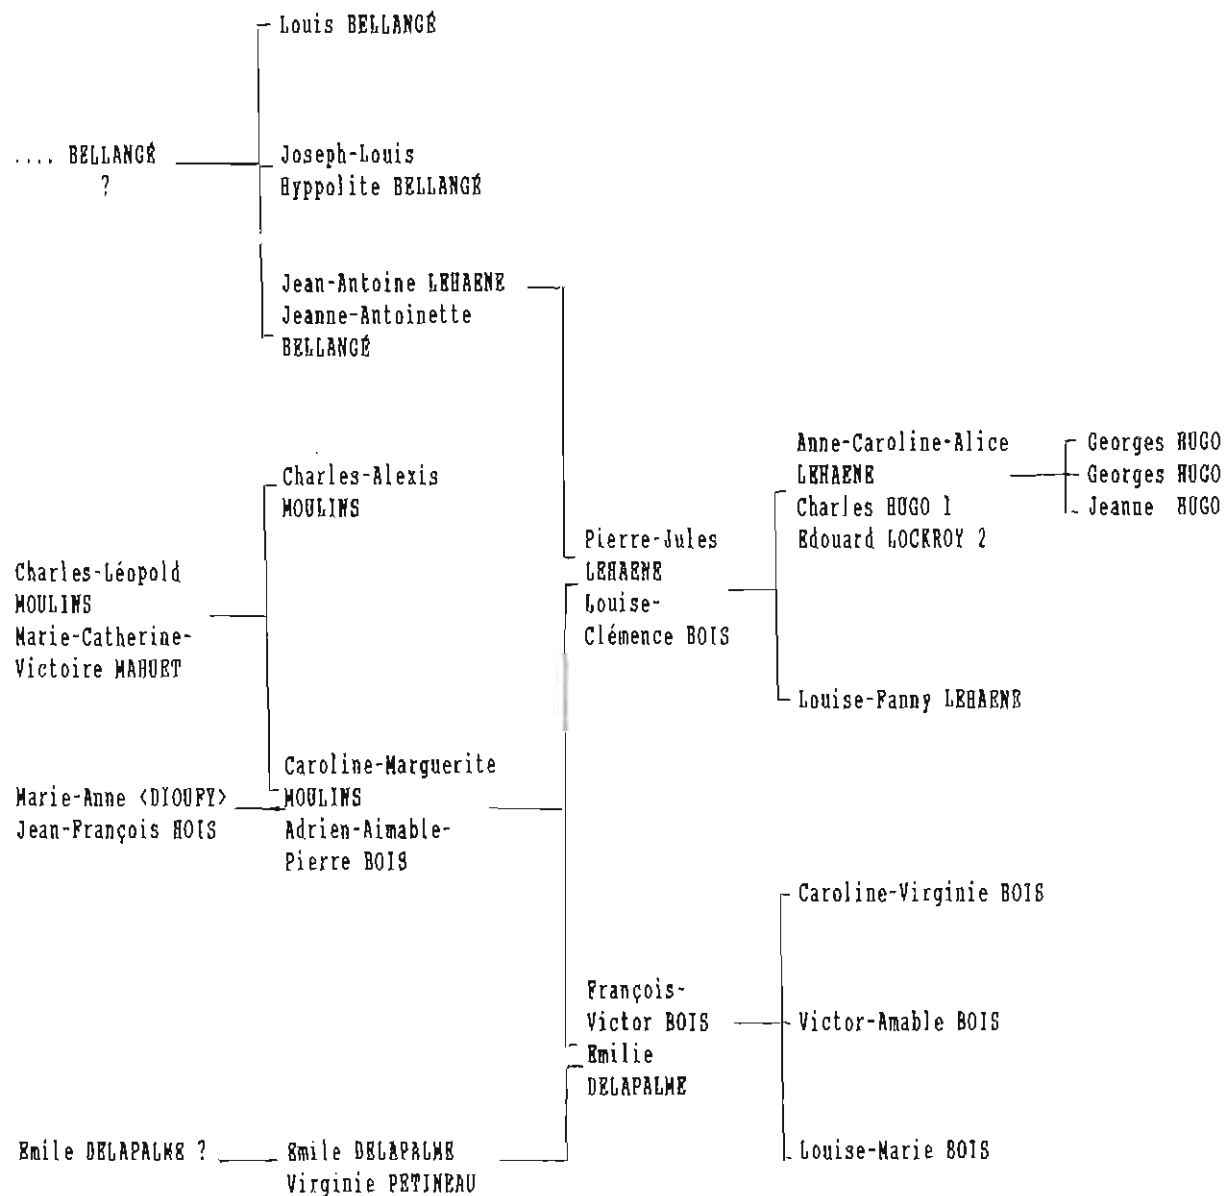 Louis BELLANGÉ
.... BELLANGÉ
?
Joseph-Louis
Hyppolite BELLANGÉ
Jean-Antoine LEHAENE
Jeanne-Antoinette
BELLANGÉ
Charles-Alexis
MOULINS
Charles-Léopold
MOULINS
Marie-Catherine-
Victoire MAHUET
Caroline-Marguerite
MOULINS
Adrien-Aimable-
Pierre BOIS
Marie-Anne <DIOUFY>
Jean-François BOIS
Pierre-Jules
LEHAENE
Louise-
Clémence BOIS
Anne-Caroline-Alice
LEHAENE
Charles HUGO 1
Edouard LOCKROY 2
Georges HUGO
Georges HUGO
Jeanne HUGO
Louise-Fanny LEHAENE
Caroline-Virginie BOIS
François-
Victor BOIS
Emilie
DELAPALME
Victor-Amable BOIS
Louise-Marie BOIS
Emile DELAPALME ?
Emile DELAPALME
Virginie PETINEAU